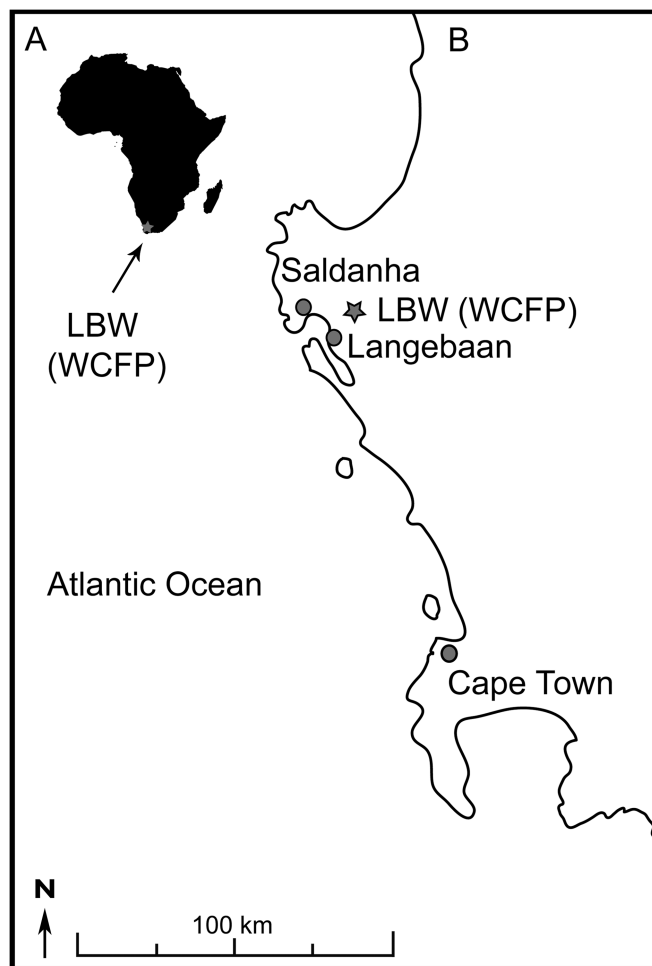 A
B
LBW
(WCFP)
Saldanha
LBW (WCFP)
Langebaan
Atlantic Ocean
Cape Town
N
100 km